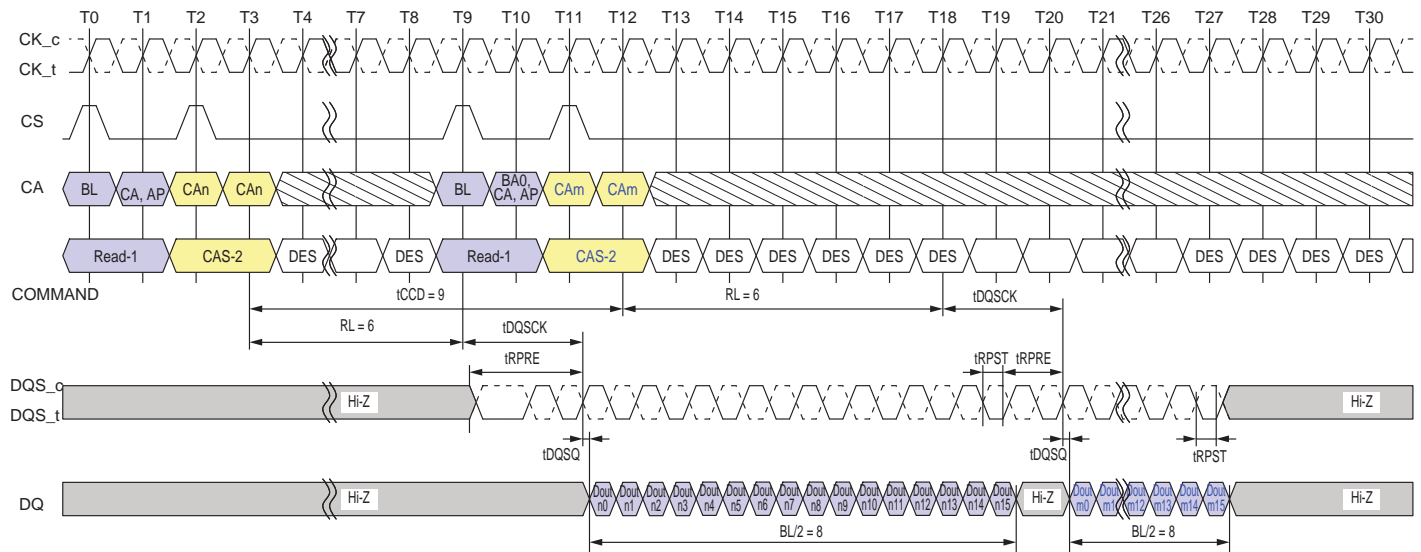 T0 T1 T2 T3 T4 T7 T8 T9 T10 T11 T12 T13 T14 T15 T16 T17 T18 T19 T20 T21 T26 T27 T28 T29 T30
CK_c
CK_t
CS
CA BL CA, AP CAn CAn BL BA0, CA, AP CAm CAm
Read-1 CAS-2 DES DES Read-1 CAS-2 DES DES DES DES DES DES DES DES DES DES
COMMAND
tCCD = 9 RL = 6 tDQSCK
RL = 6 tDQSCK
tRPRE tRPST tRPRE
DQS_c
DQS_t
Hi-Z Hi-Z
tDQSQ tDQSQ tRPST
DQ Hi-Z Dout n0 Dout n1 Dout n2 Dout n3 Dout n4 Dout n5 Dout n6 Dout n7 Dout n8 Dout n9 Dout n10 Dout n11 Dout n12 Dout n13 Dout n14 Dout n15 Hi-Z Dout m0 Dout m1 Dout m12 Dout m13 Dout m14 Dout m15 Hi-Z
BL/2 = 8 BL/2 = 8